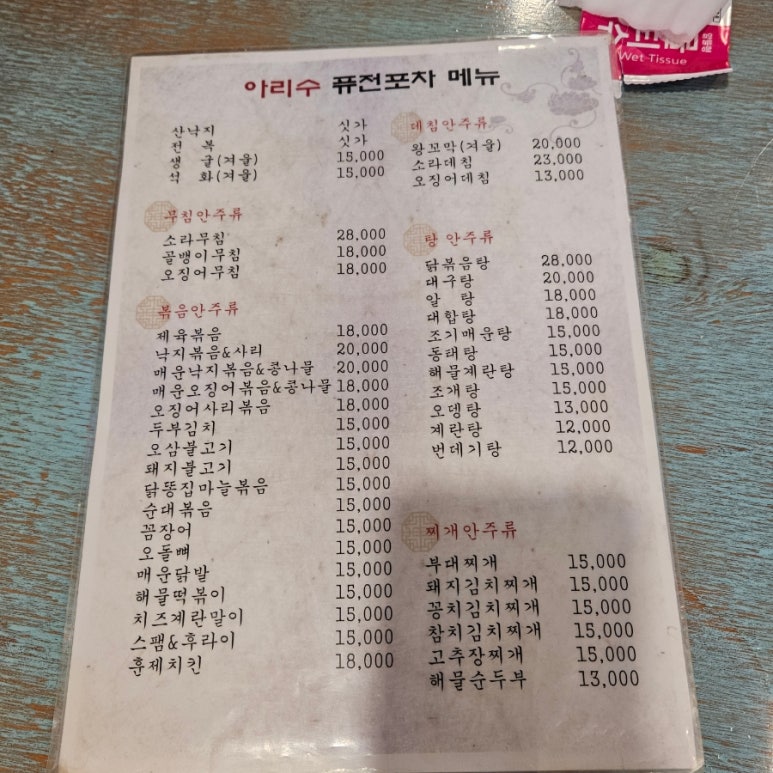 아리수 퓨전포차 메뉴
산낙지 싯가
전 복 싯가
생 굴(겨울) 15,000
석 화(겨울) 15,000
무침안주류
소라무침 28,000
골뱅이무침 18,000
오징어무침 18,000
볶음안주류
제육볶음 18,000
낙지볶음&사리 20,000
매운낙지볶음&콩나물 20,000
매운오징어볶음&콩나물 18,000
오징어사리볶음 18,000
두부김치 15,000
오삼불고기 15,000
돼지불고기 15,000
닭똥집마늘볶음 15,000
순대볶음 15,000
꼼장어 15,000
오돌뼈 15,000
매운닭발 15,000
해물떡볶이 15,000
치즈계란말이 15,000
스팸&후라이 15,000
훈제치킨 18,000
데침안주류
왕꼬막(겨울) 20,000
소라데침 23,000
오징어데침 13,000
탕 안주류
닭볶음탕 28,000
대구탕 20,000
알 탕 18,000
대합탕 18,000
조기매운탕 15,000
동태탕 15,000
해물계란탕 15,000
조개탕 15,000
오뎅탕 13,000
계란탕 12,000
번데기탕 12,000
찌개안주류
부대찌개 15,000
돼지김치찌개 15,000
꽁치김치찌개 15,000
참치김치찌개 15,000
고추장찌개 15,000
해물순두부 13,000
Wet Tissue